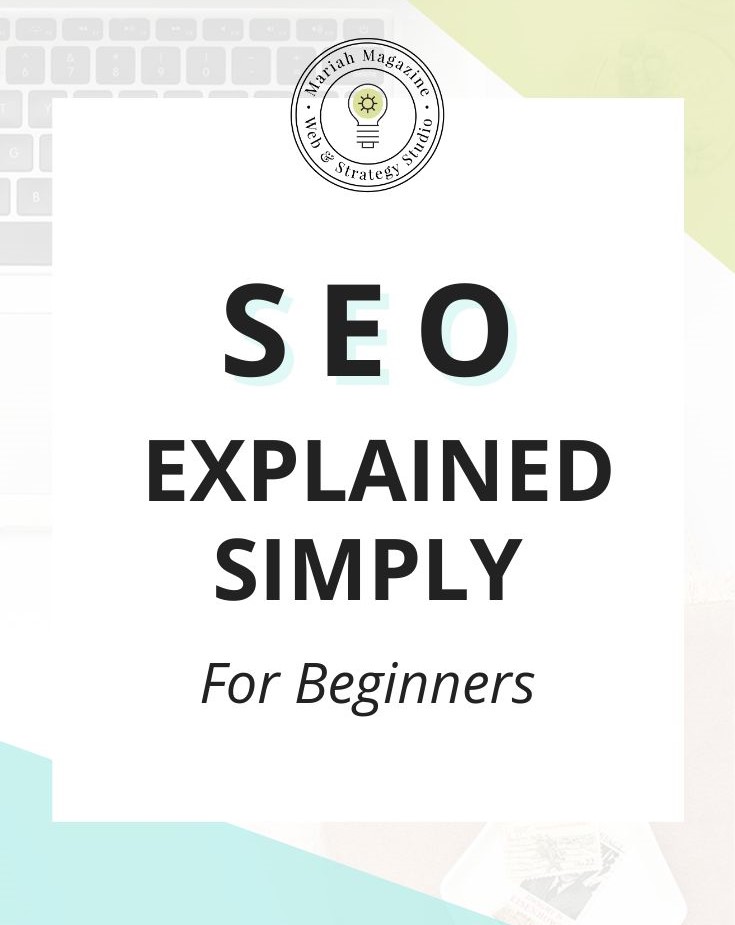 Mariah Magazine
Web & Strategy Studio
SEO
EXPLAINED
SIMPLY
For Beginners